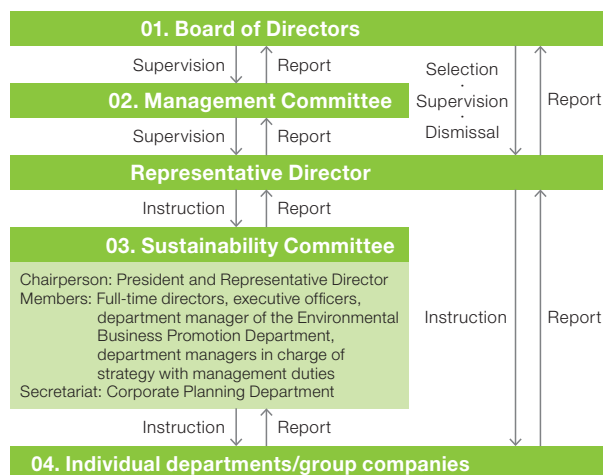 01. Board of Directors
Supervision
Report
Selection
·
Supervision
·
Dismissal
Report
02. Management Committee
Supervision
Report
Representative Director
Instruction
Report
03. Sustainability Committee
Chairperson: President and Representative Director
Members: Full-time directors, executive officers,
department manager of the Environmental
Business Promotion Department,
department managers in charge of
strategy with management duties
Secretariat: Corporate Planning Department
Instruction
Report
Instruction
Report
04. Individual departments/group companies